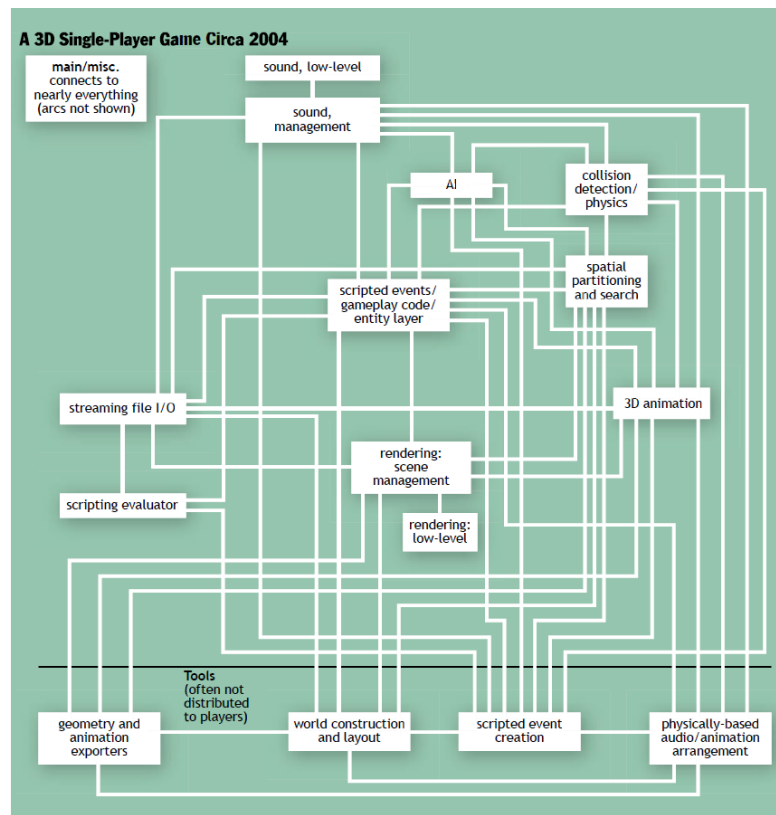 A 3D Single-Player Game Circa 2004
main/misc.
connects to
nearly everything
(arcs not shown)
sound, low-level
sound,
management
AI
collision
detection/
physics
spatial
partitioning
and search
scripted events/
gameplay code/
entity layer
streaming file I/O
3D animation
rendering:
scene
management
scripting evaluator
rendering:
low-level
Tools
(often not
distributed
to players)
geometry and
animation
exporters
world construction
and layout
scripted event
creation
physically-based
audio/animation
arrangement